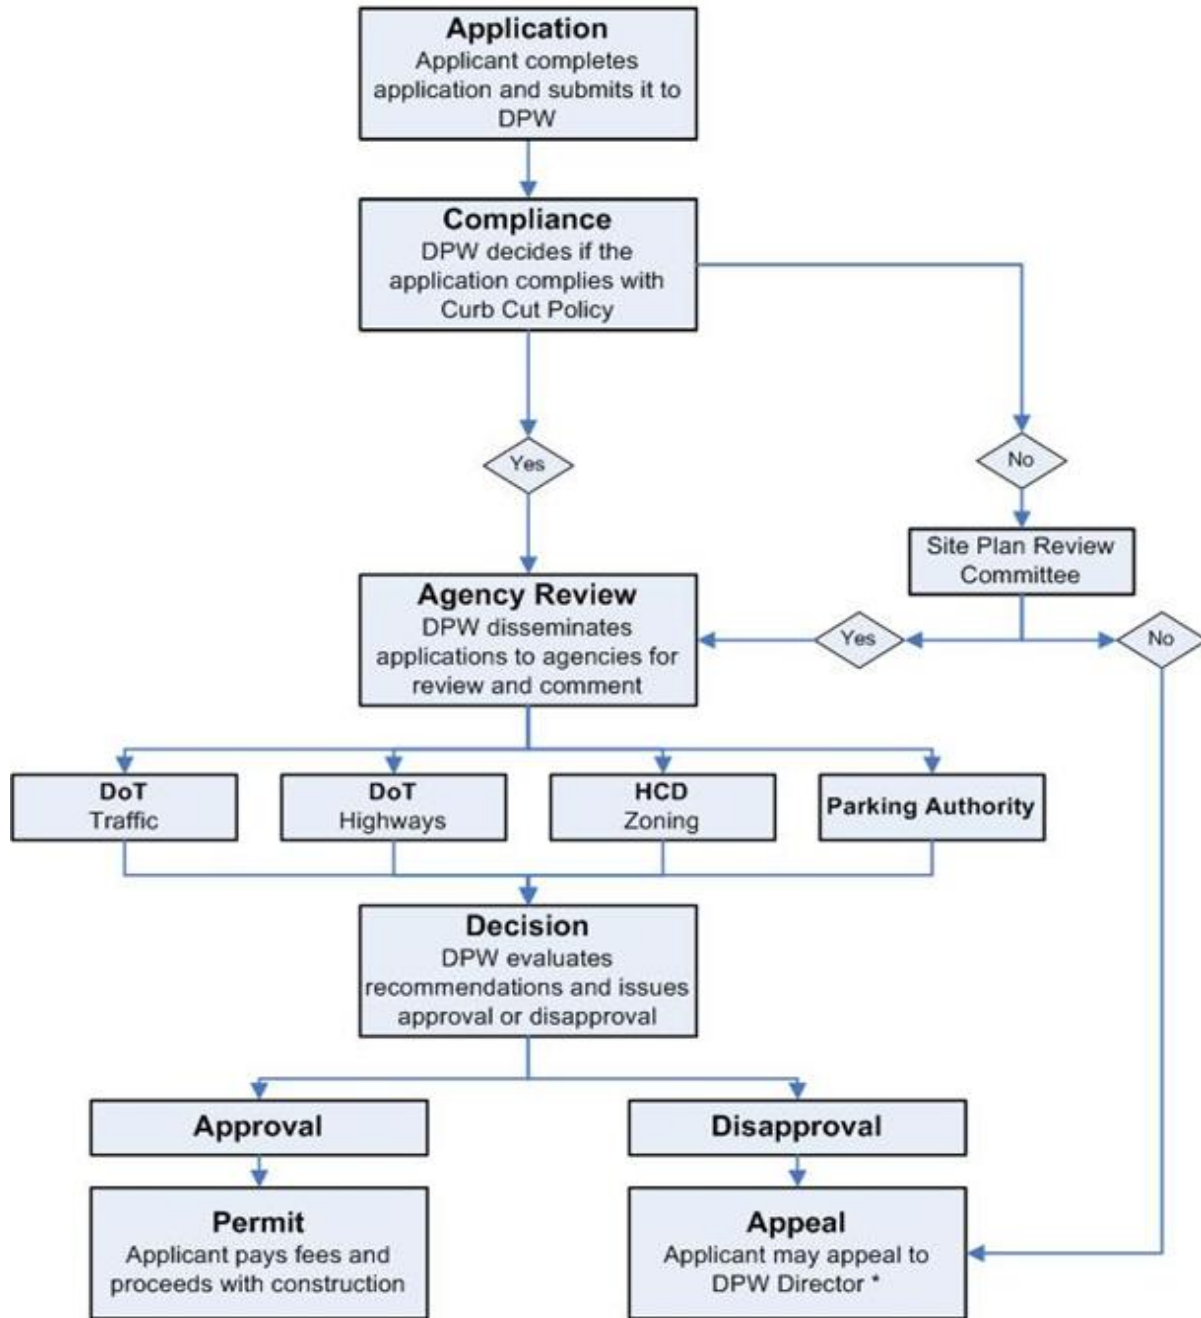 Application
Applicant completes
application and submits it to
DPW
Compliance
DPW decides if the
application complies with
Curb Cut Policy
Yes
No
Site Plan Review
Committee
Agency Review
DPW disseminates
applications to agencies for
review and comment
Yes
No
DoT
Traffic
DoT
Highways
HCD
Zoning
Parking Authority
Decision
DPW evaluates
recommendations and issues
approval or disapproval
Approval
Disapproval
Permit
Applicant pays fees and
proceeds with construction
Appeal
Applicant may appeal to
DPW Director *